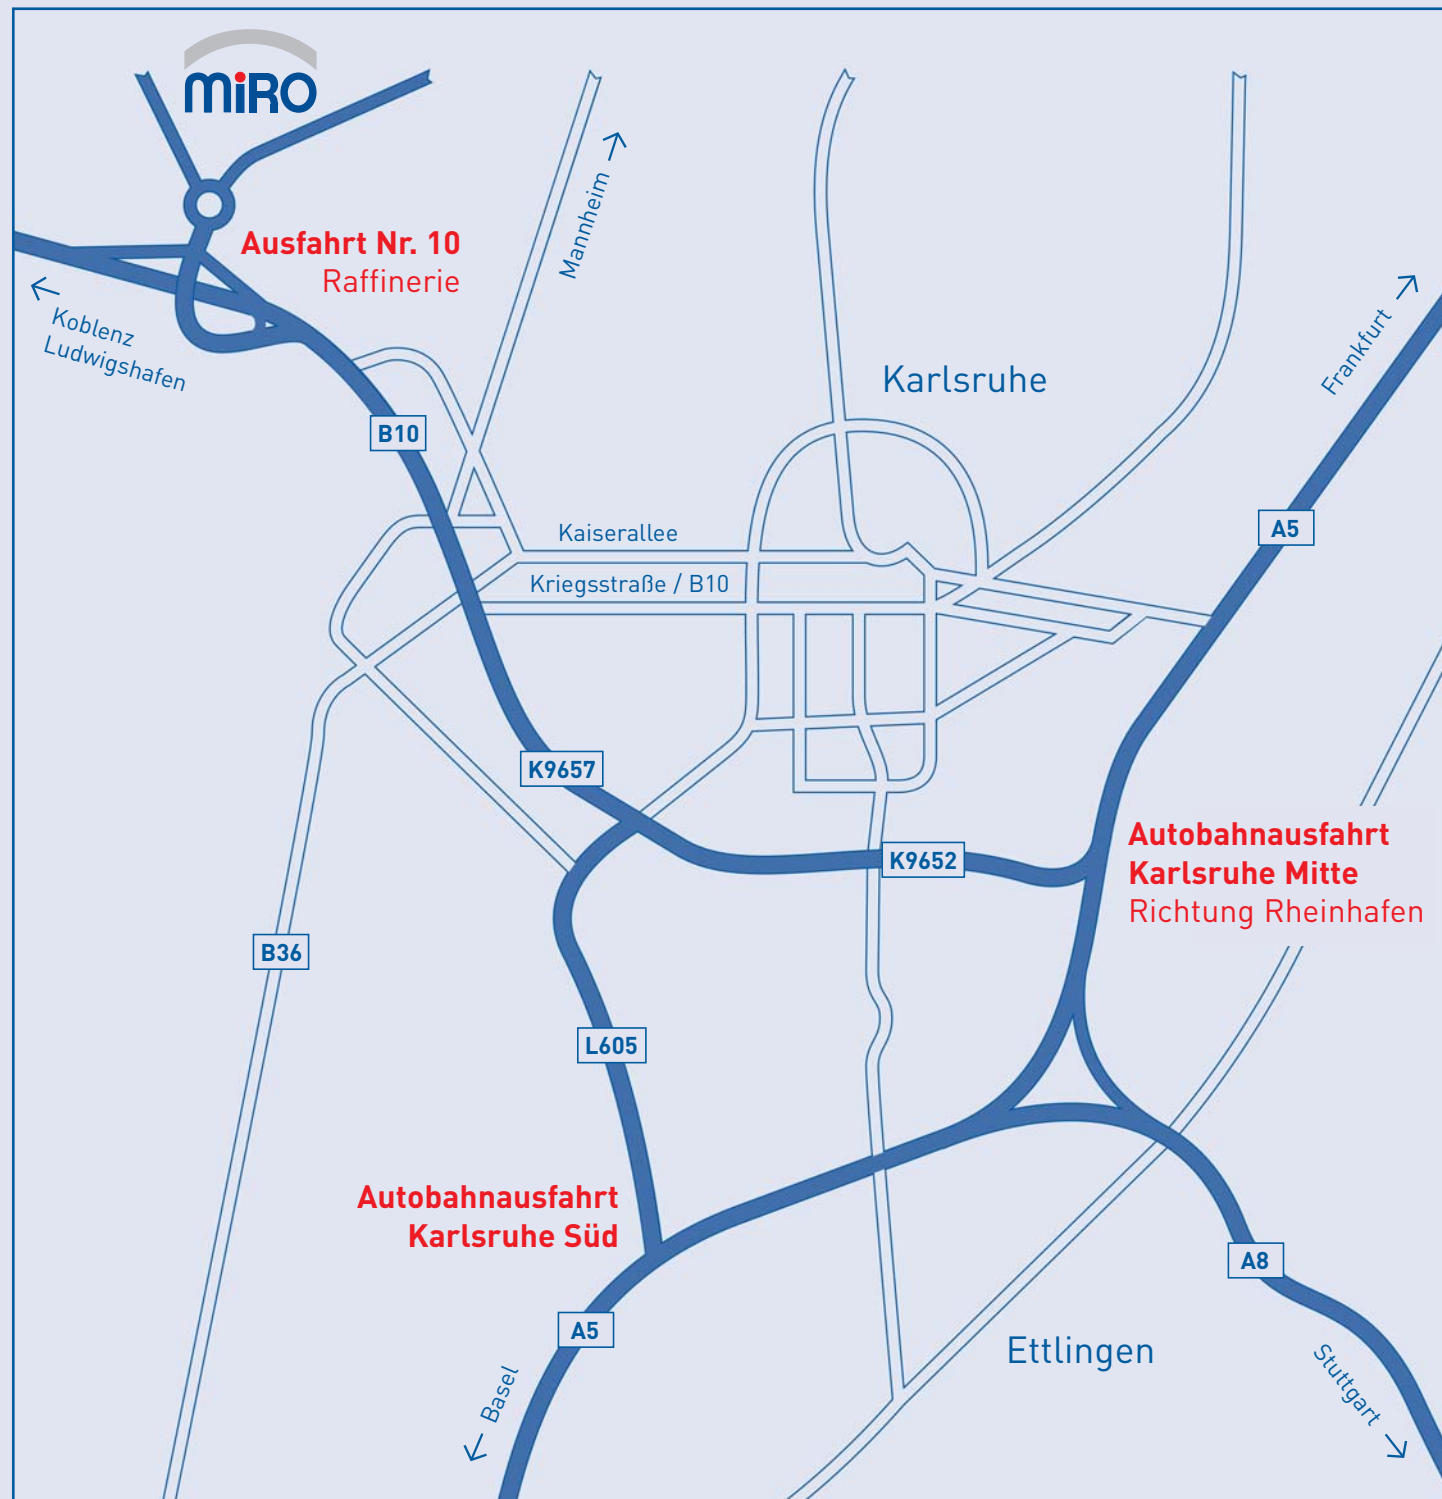 miRO
Mannheim
Ausfahrt Nr. 10
Raffinerie
Koblenz
Ludwigshafen
Frankfurt
Karlsruhe
B10
A5
Kaiserallee
Kriegsstraße / B10
K9657
Autobahnausfahrt
Karlsruhe Mitte
Richtung Rheinhafen
K9652
B36
L605
Autobahnausfahrt
Karlsruhe Süd
A8
A5
Ettlingen
Basel
Stuttgart